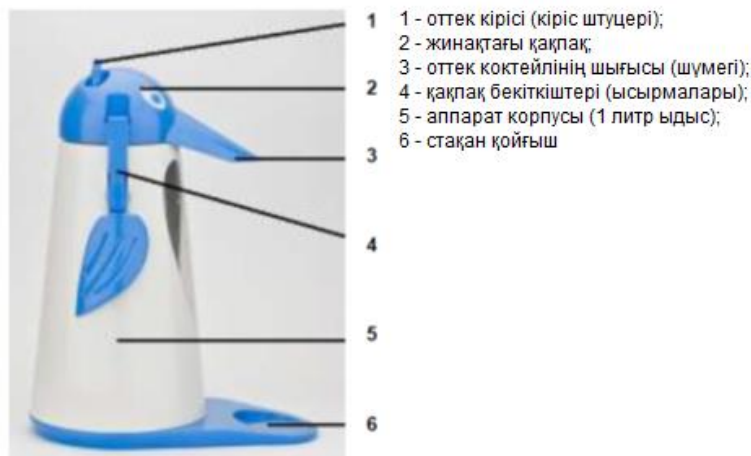 1 - оттек кірісі (кіріс штуцері);
2 - жинақтағы қақпақ;
3 - оттек коктейлінің шығысы (шүмегі);
4 - қақпақ бекіткіштері (ысырмалары);
5 - аппарат корпусы (1 литр ыдыс);
6 - стақан қойғыш
1
2
3
4
5
6